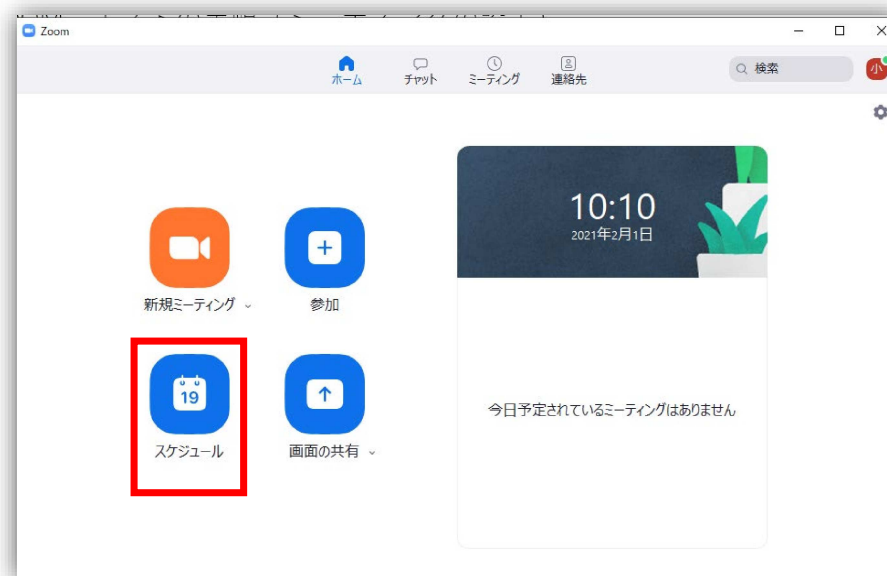 Zoom
ホーム
チャット
ミーティング
連絡先
検索
小
10:10
2021年2月1日
新規ミーティング
参加
19
スケジュール
画面の共有
今日予定されているミーティングはありません